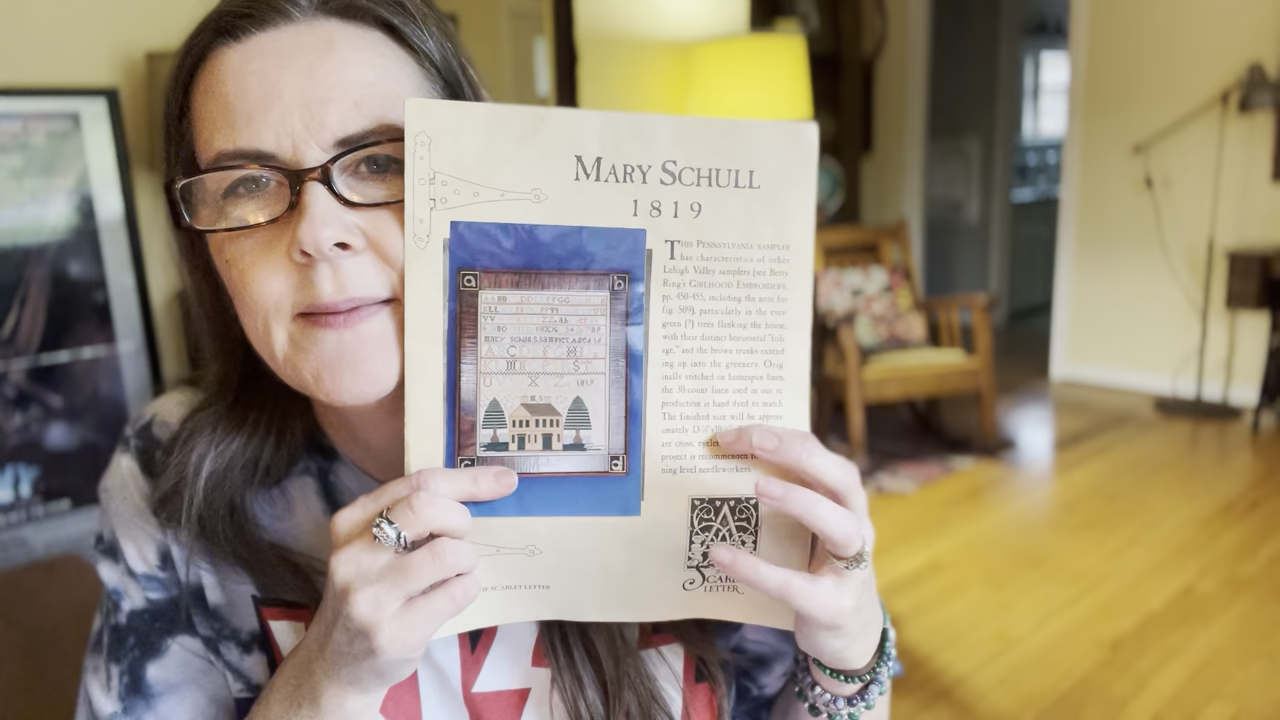 MARY SCHULL
1819
THIS PENNSYLVANIA SAMPLER
has characteristics of other
Lehigh Valley samplers (see Betty
Ring's GIRLHOOD EMBROIDERY,
pp. 450-455, including the note for
fig. 509), particularly in the ever
green (?) trees flanking the house,
with their distinct horizontal "foli
age," and the brown trunks extend
ing up into the greenery. Orig
inally stitched on homespun linen,
the 30-count linen used in our re
production is hand dyed to match.
The finished size will be approx
imately
are cross,
project is recommended
ning level needleworkers.
a
b
d
1819
SCARLET LETTER
LETTER